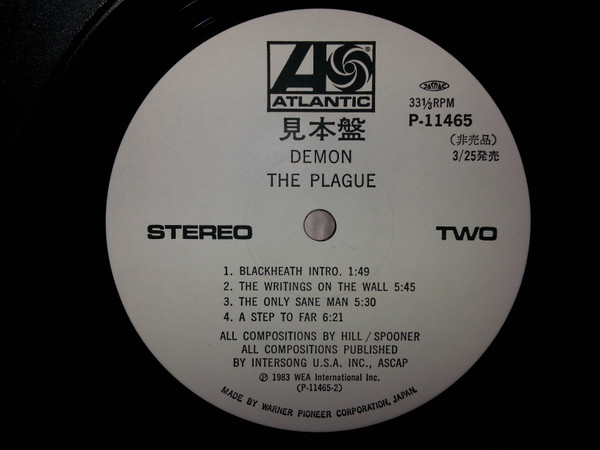 ATLANTIC
®
JASRAC
33⅓RPM
P-11465
(非売品)
3/25発売
見本盤
DEMON
THE PLAGUE
STEREO
TWO
1. BLACKHEATH INTRO. 1:49
2. THE WRITINGS ON THE WALL 5:45
3. THE ONLY SANE MAN 5:30
4. A STEP TO FAR 6:21
ALL COMPOSITIONS BY HILL/SPOONER
ALL COMPOSITIONS PUBLISHED
BY INTERSONG U.S.A. INC., ASCAP
℗ 1983 WEA International Inc.
(P-11465-2)
MADE BY WARNER PIONEER CORPORATION, JAPAN.